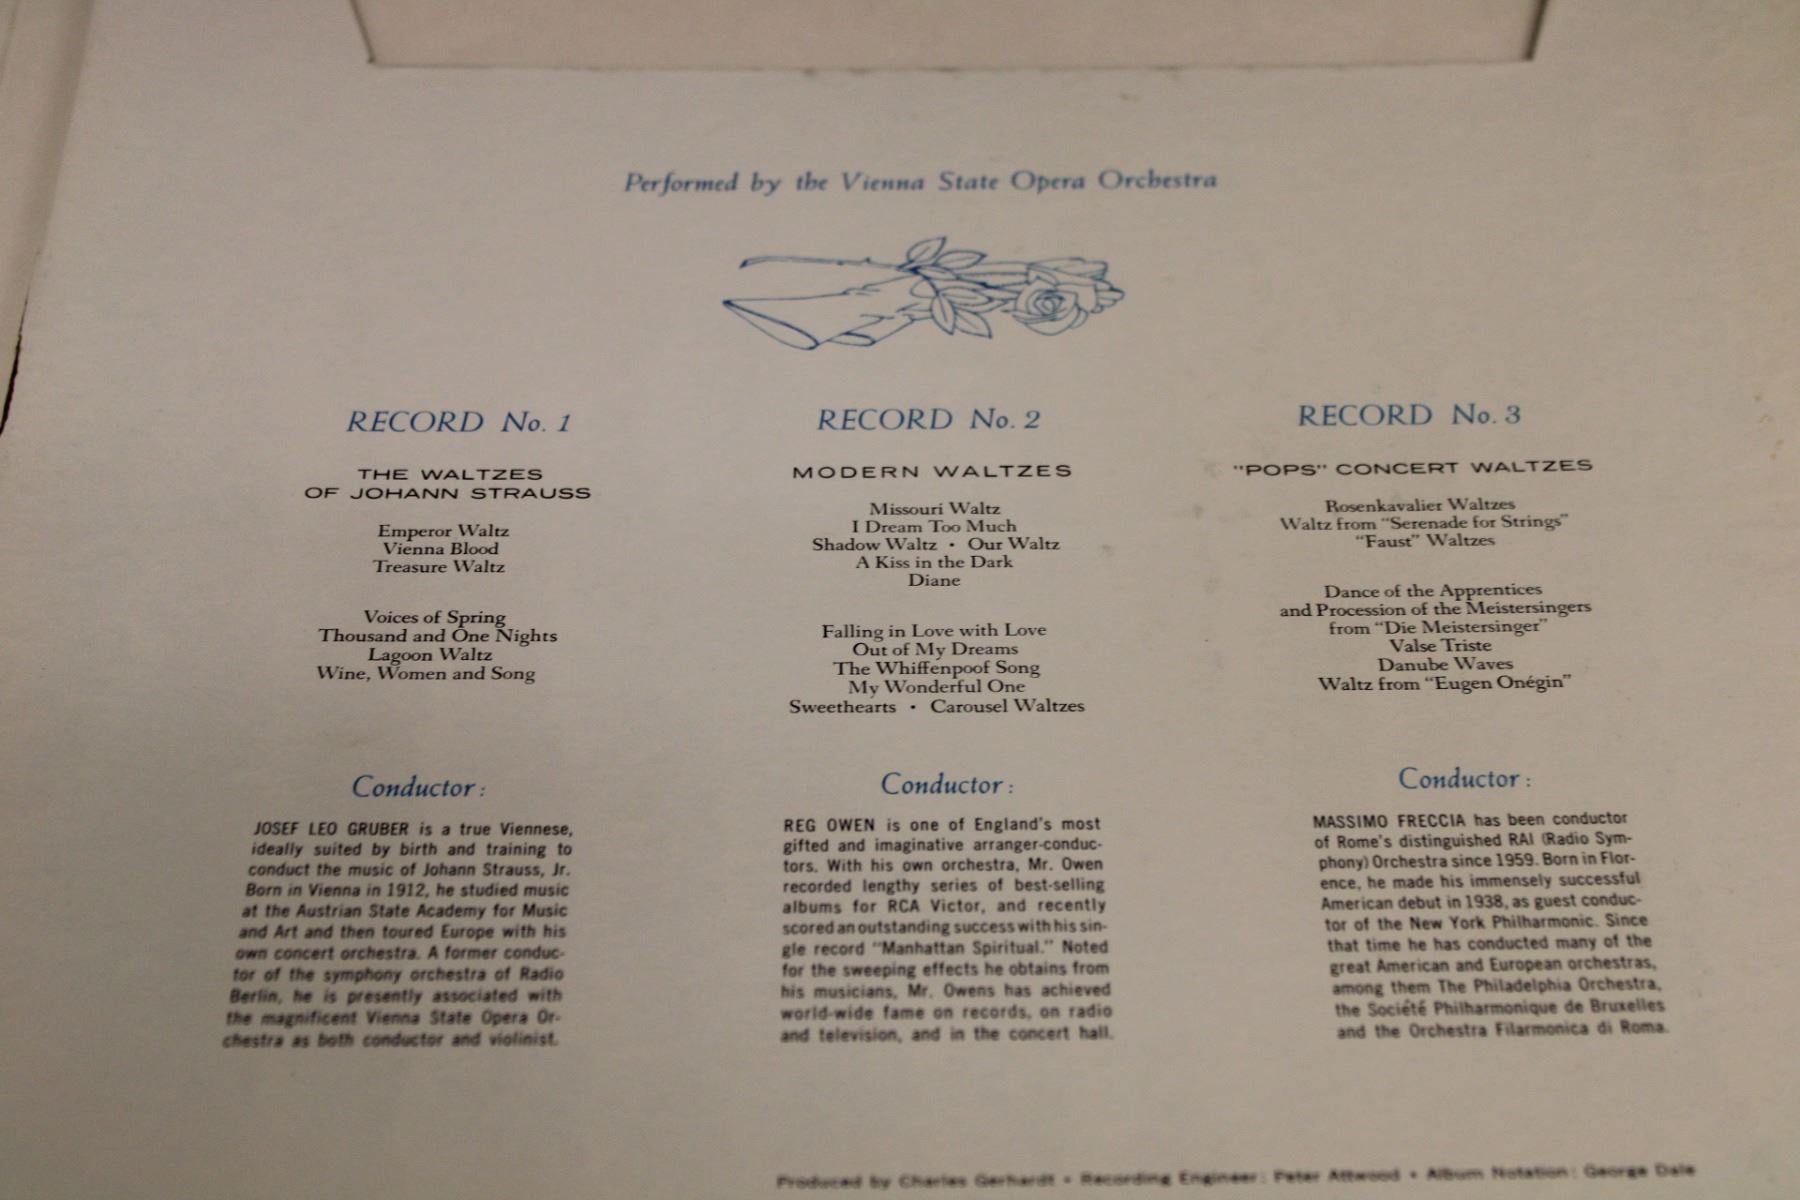 Performed by the Vienna State Opera Orchestra
RECORD No. 1
THE WALTZES
OF JOHANN STRAUSS
Emperor Waltz
Vienna Blood
Treasure Waltz
Voices of Spring
Thousand and One Nights
Lagoon Waltz
Wine, Women and Song
Conductor:
JOSEF LEO GRUBER is a true Viennese,
ideally suited by birth and training to
conduct the music of Johann Strauss, Jr.
Born in Vienna in 1912, he studied music
at the Austrian State Academy for Music
and Art and then toured Europe with his
own concert orchestra. A former conduc-
tor of the symphony orchestra of Radio
Berlin, he is presently associated with
the magnificent Vienna State Opera Or-
chestra as both conductor and violinist.
RECORD No. 2
MODERN WALTZES
Missouri Waltz
I Dream Too Much
Shadow Waltz • Our Waltz
A Kiss in the Dark
Diane
Falling in Love with Love
Out of My Dreams
The Whiffenpoof Song
My Wonderful One
Sweethearts • Carousel Waltzes
Conductor:
REG OWEN is one of England's most
gifted and imaginative arranger-conduc-
tors. With his own orchestra, Mr. Owen
recorded lengthy series of best-selling
albums for RCA Victor, and recently
scored an outstanding success with his sin-
gle record "Manhattan Spiritual." Noted
for the sweeping effects he obtains from
his musicians, Mr. Owens has achieved
world-wide fame on records, on radio
and television, and in the concert hall.
RECORD No. 3
"POPS" CONCERT WALTZES
Rosenkavalier Waltzes
Waltz from "Serenade for Strings"
"Faust" Waltzes
Dance of the Apprentices
and Procession of the Meistersingers
from "Die Meistersinger"
Valse Triste
Danube Waves
Waltz from "Eugen Onégin"
Conductor:
MASSIMO FRECCIA has been conductor
of Rome's distinguished RAI (Radio Sym-
phony) Orchestra since 1959. Born in Flor-
ence, he made his immensely successful
American debut in 1938, as guest conduc-
tor of the New York Philharmonic. Since
that time he has conducted many of the
great American and European orchestras,
among them The Philadelphia Orchestra,
the Société Philharmonique de Bruxelles
and the Orchestra Filarmonica di Roma.
Produced by Charles Gerhardt • Recording Engineer: Peter Attwood • Album Notation: George Dale